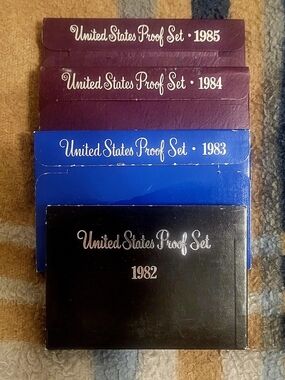 United States Proof Set · 1985
United States Proof Set · 1984
United States Proof Set · 1983
United States Proof Set
1982